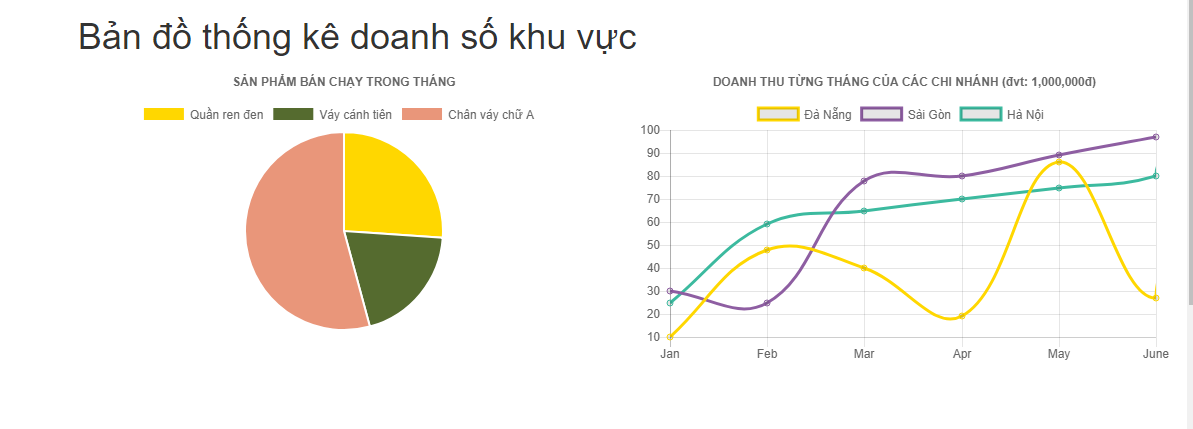 Bản đồ thống kê doanh số khu vực
SẢN PHẨM BÁN CHẠY TRONG THÁNG
Quần ren đen Váy cánh tiên Chân váy chữ A
DOANH THU TỪNG THÁNG CỦA CÁC CHI NHÁNH (đvt: 1,000,000đ)
Đà Nẵng Sài Gòn Hà Nội
100
90
80
70
60
50
40
30
20
10
Jan Feb Mar Apr May June